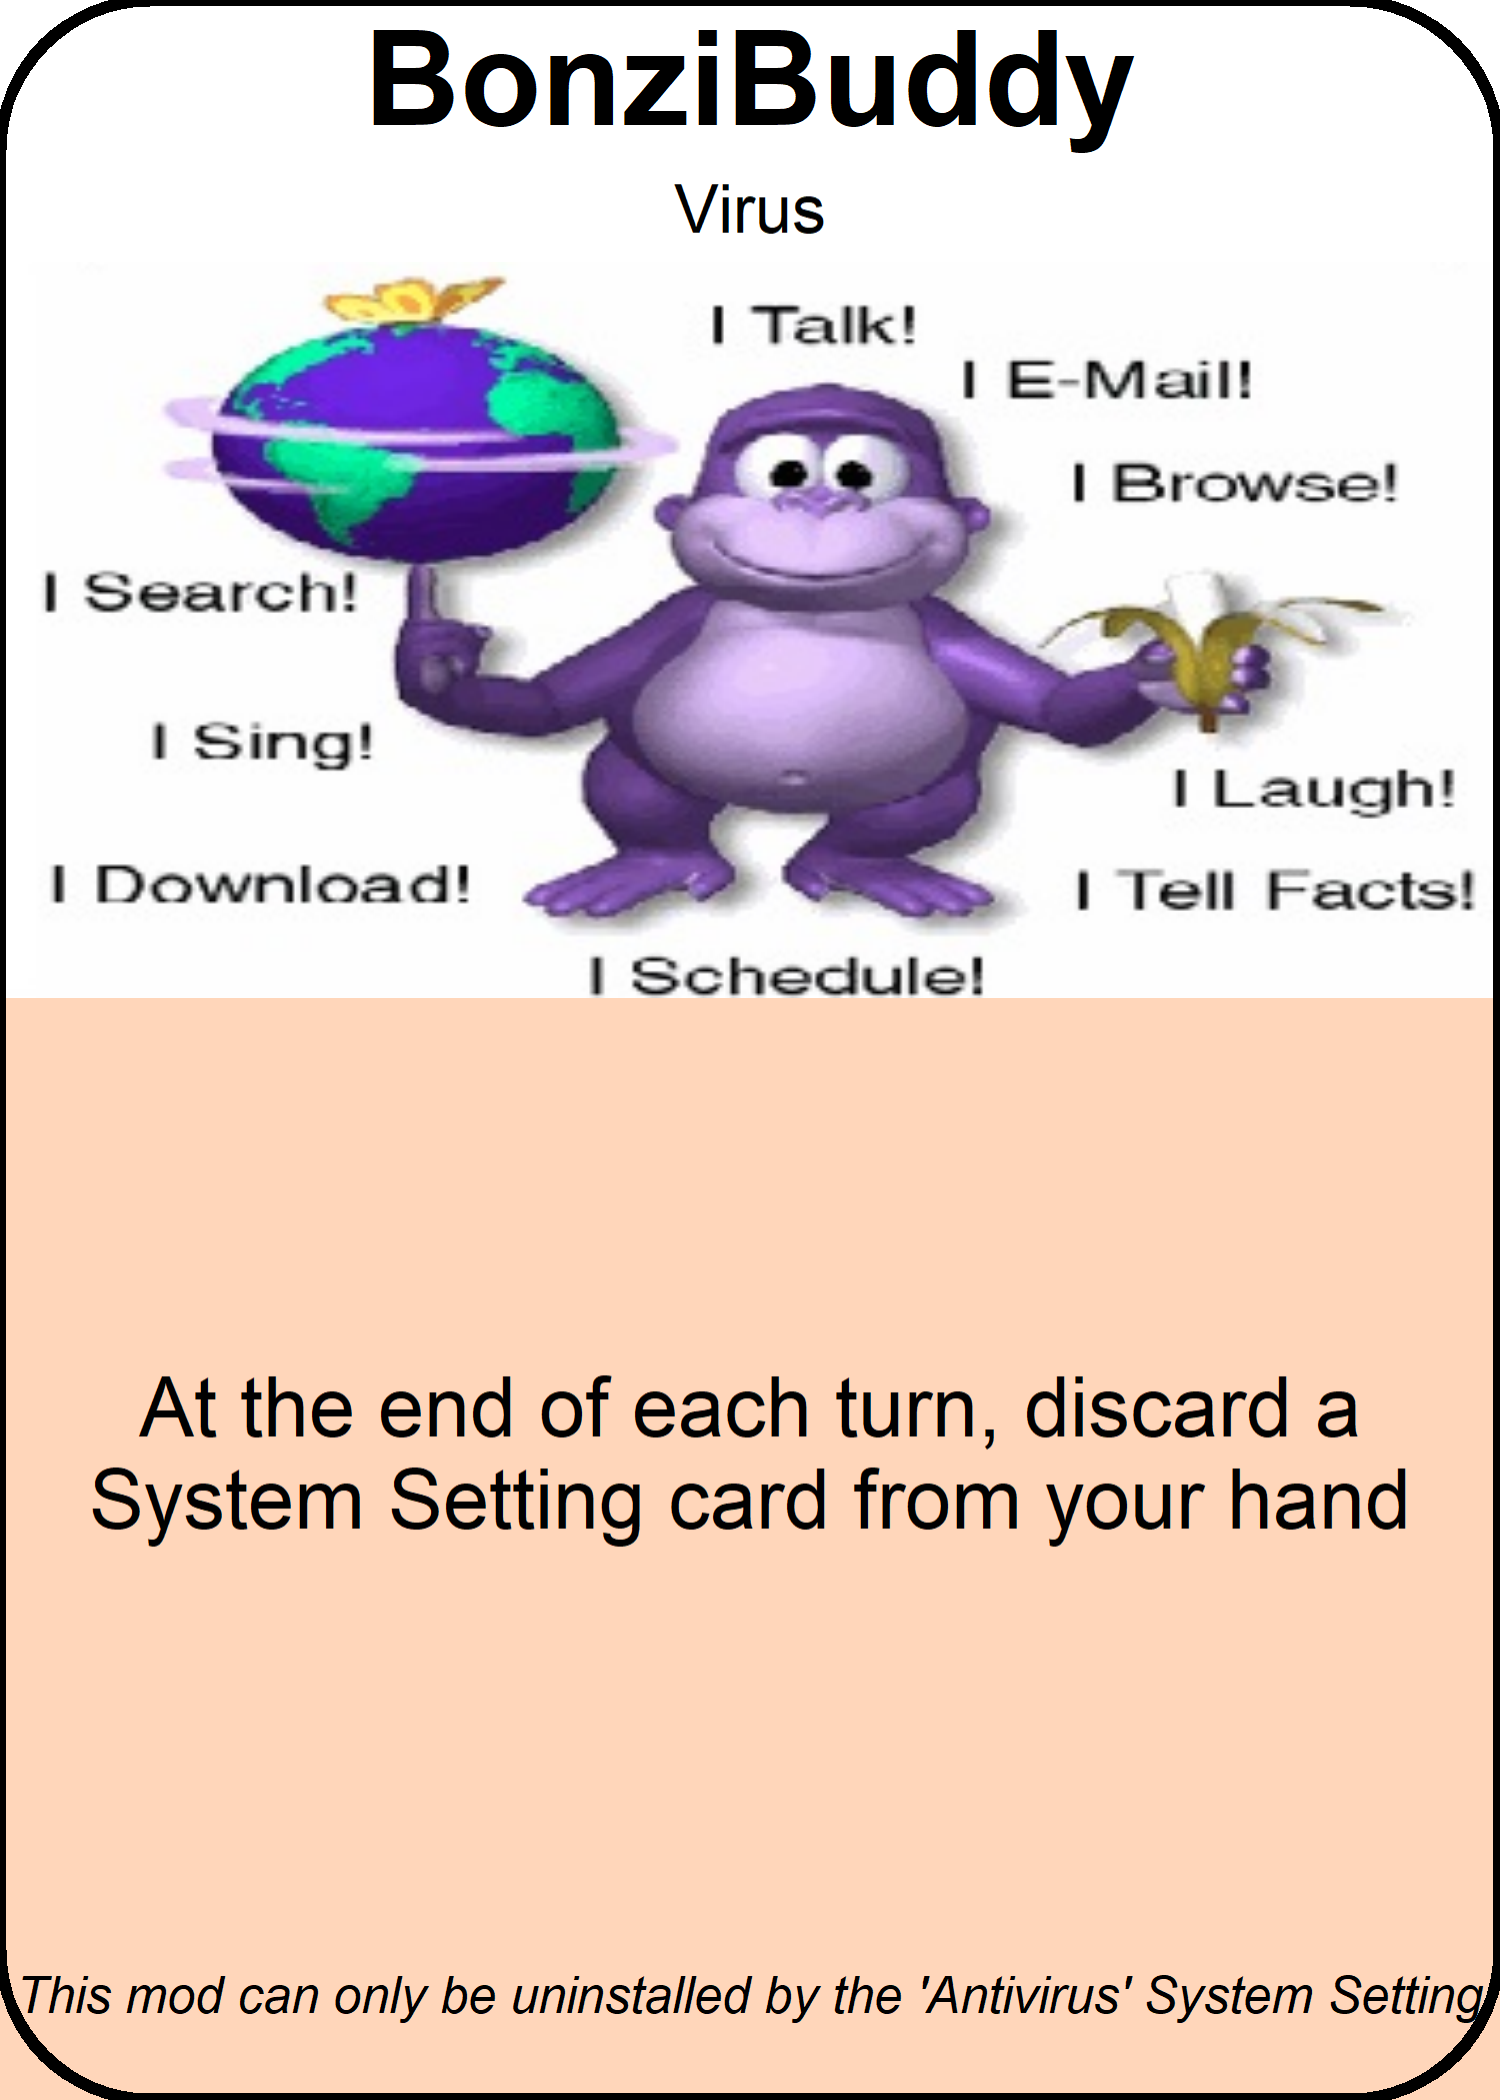 BonziBuddy
Virus
I Talk!
I E-Mail!
I Browse!
I Search!
I Sing!
I Laugh!
I Download!
I Tell Facts!
I Schedule!
At the end of each turn, discard a
System Setting card from your hand
This mod can only be uninstalled by the 'Antivirus' System Setting